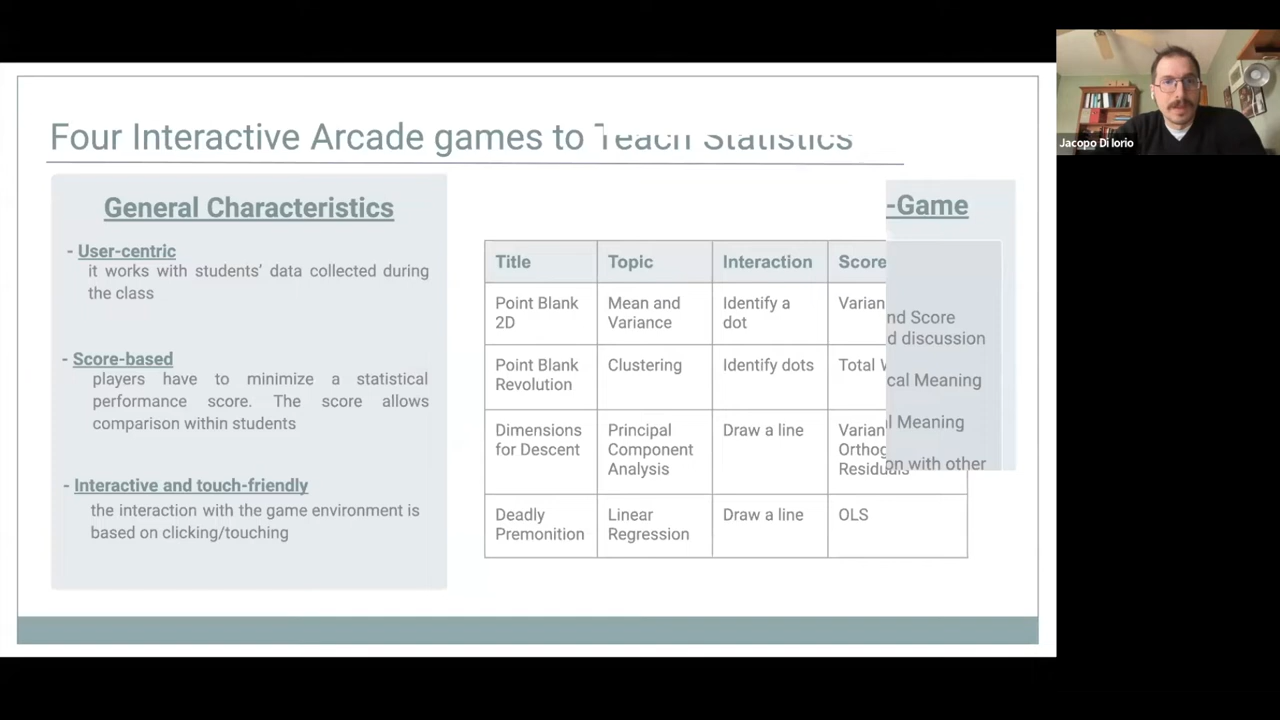 Four Interactive Arcade games to Teach Statistics
General Characteristics
- User-centric
it works with students’ data collected during
the class
- Score-based
players have to minimize a statistical
performance score. The score allows
comparison within students
- Interactive and touch-friendly
the interaction with the game environment is
based on clicking/touching
Title Topic Interaction Score
Point Blank
2D
Mean and
Variance
Identify a
dot
Point Blank
Revolution
Clustering
Identify dots
Total
Dimensions
for Descent
Principal
Component
Analysis
Draw a line
Residuals
Deadly
Premonition
Linear
Regression
Draw a line
OLS
-Game
Score
discussion
Meaning
Meaning
with other
Jacopo Di Iorio